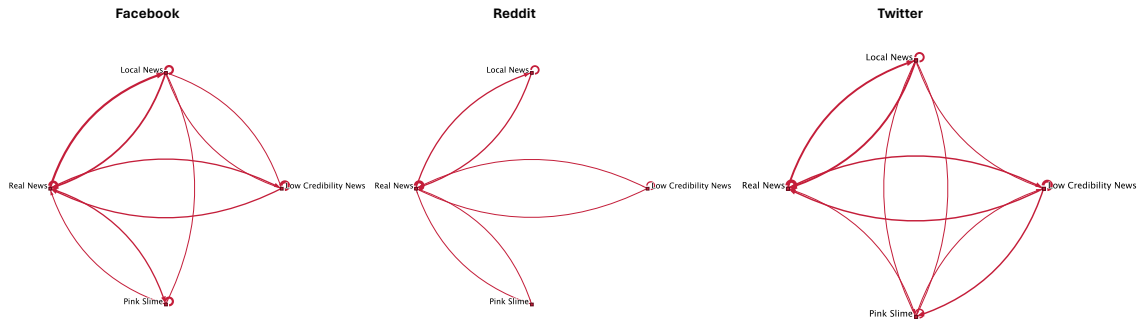 Facebook
Local News
Real News
Low Credibility News
Pink Slime
Reddit
Local News
Real News
Low Credibility News
Pink Slime
Twitter
Local News
Real News
Low Credibility News
Pink Slime